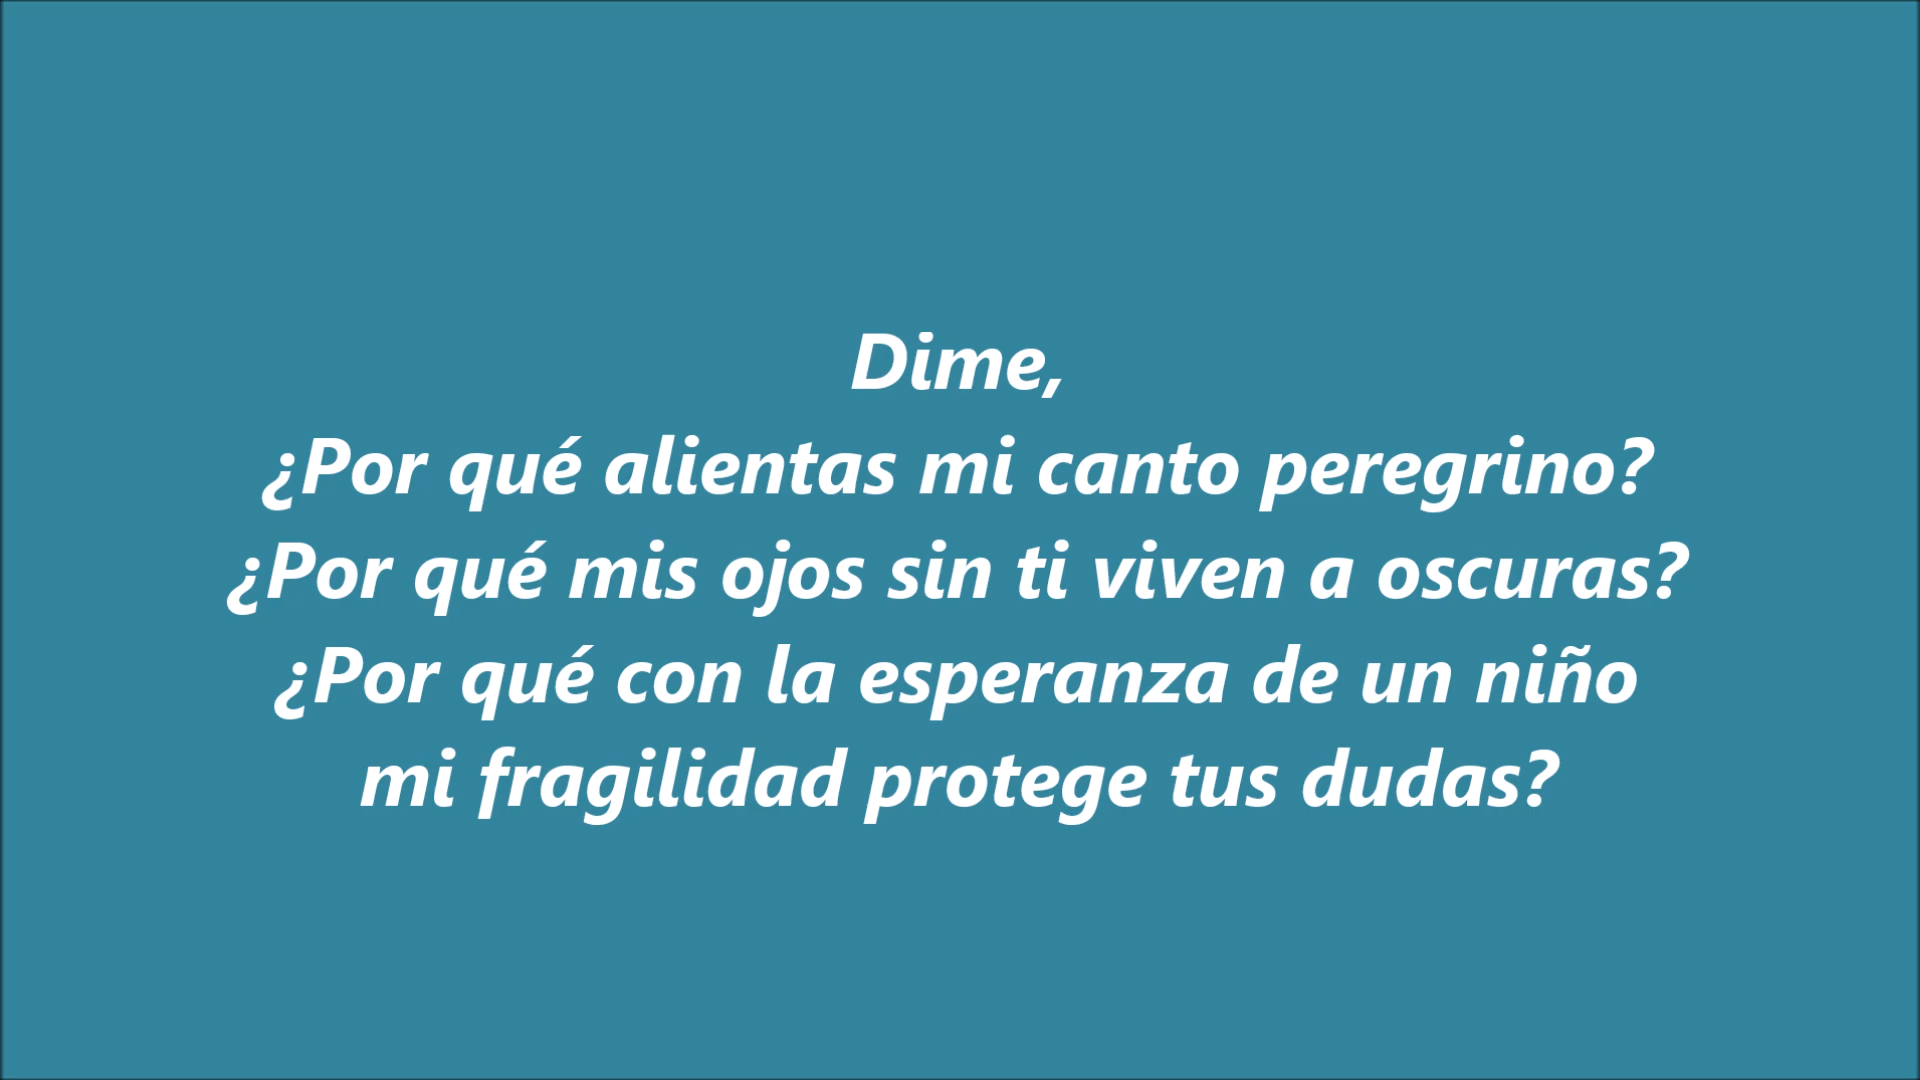 Dime,
¿Por qué alientas mi canto peregrino?
¿Por qué mis ojos sin ti viven a oscuras?
¿Por qué con la esperanza de un niño
mi fragilidad protege tus dudas?